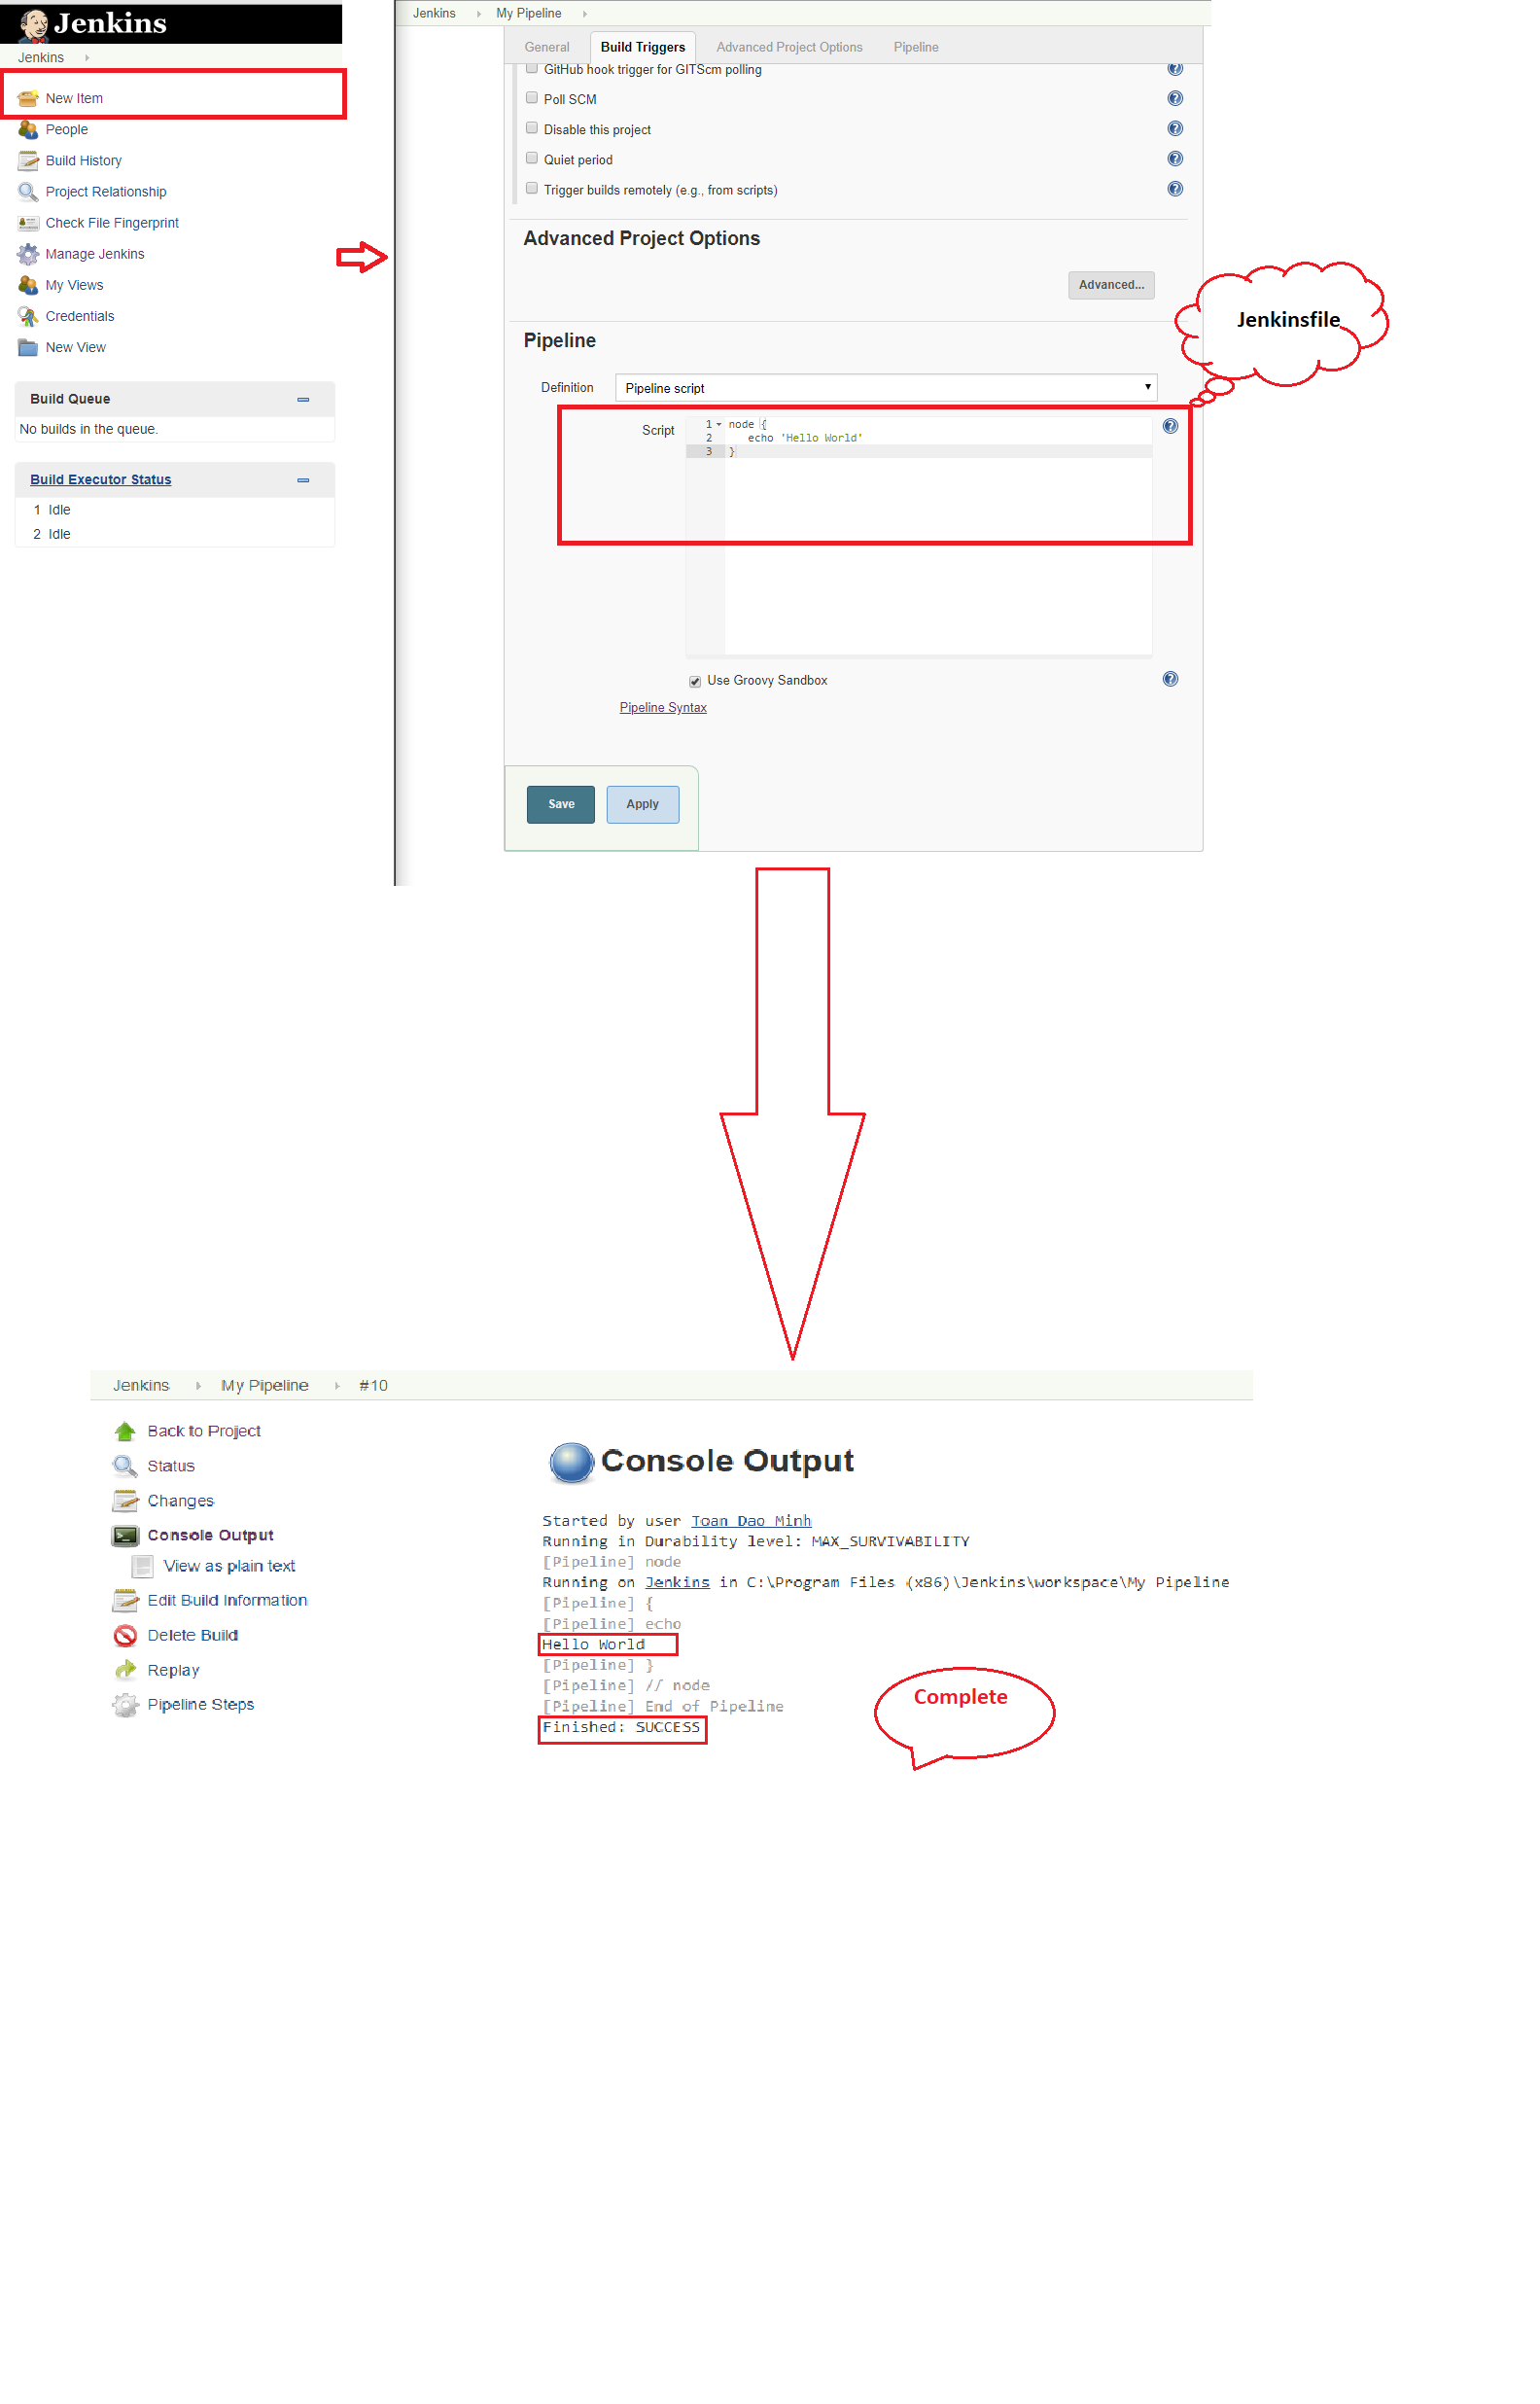 Jenkins
Jenkins
New Item
People
Build History
Project Relationship
Check File Fingerprint
Manage Jenkins
My Views
Credentials
New View
Build Queue
No builds in the queue.
Build Executor Status
1 Idle
2 Idle
Jenkins My Pipeline
General Build Triggers Advanced Project Options Pipeline
GitHub hook trigger for GITScm polling
Poll SCM
Disable this project
Quiet period
Trigger builds remotely (e.g., from scripts)
Advanced Project Options
Advanced...
Jenkinsfile
Pipeline
Definition Pipeline script
Script 1 node {
2 echo 'Hello World'
3 }
Use Groovy Sandbox
Pipeline Syntax
Save Apply
Jenkins My Pipeline #10
Back to Project
Status
Changes
Console Output
View as plain text
Edit Build Information
Delete Build
Replay
Pipeline Steps
Console Output
Started by user Toan Dao Minh
Running in Durability level: MAX_SURVIVABILITY
[Pipeline] node
Running on Jenkins in C:\Program Files (x86)\Jenkins\workspace\My Pipeline
[Pipeline] {
[Pipeline] echo
Hello World
[Pipeline] }
[Pipeline] // node
[Pipeline] End of Pipeline
Finished: SUCCESS
Complete